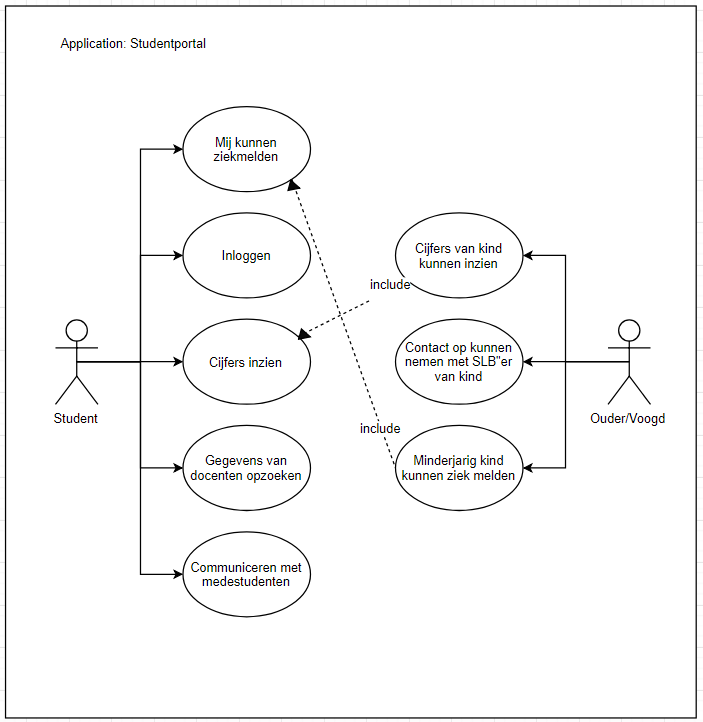 Application: Studentportal
Mij kunnen
ziekmelden
Inloggen
Cijfers van kind
kunnen inzien
include
Cijfers inzien
Contact op kunnen
nemen met SLB"er
van kind
Student
Ouder/Voogd
include
Gegevens van
docenten opzoeken
Minderjarig kind
kunnen ziek melden
Communiceren met
medestudenten